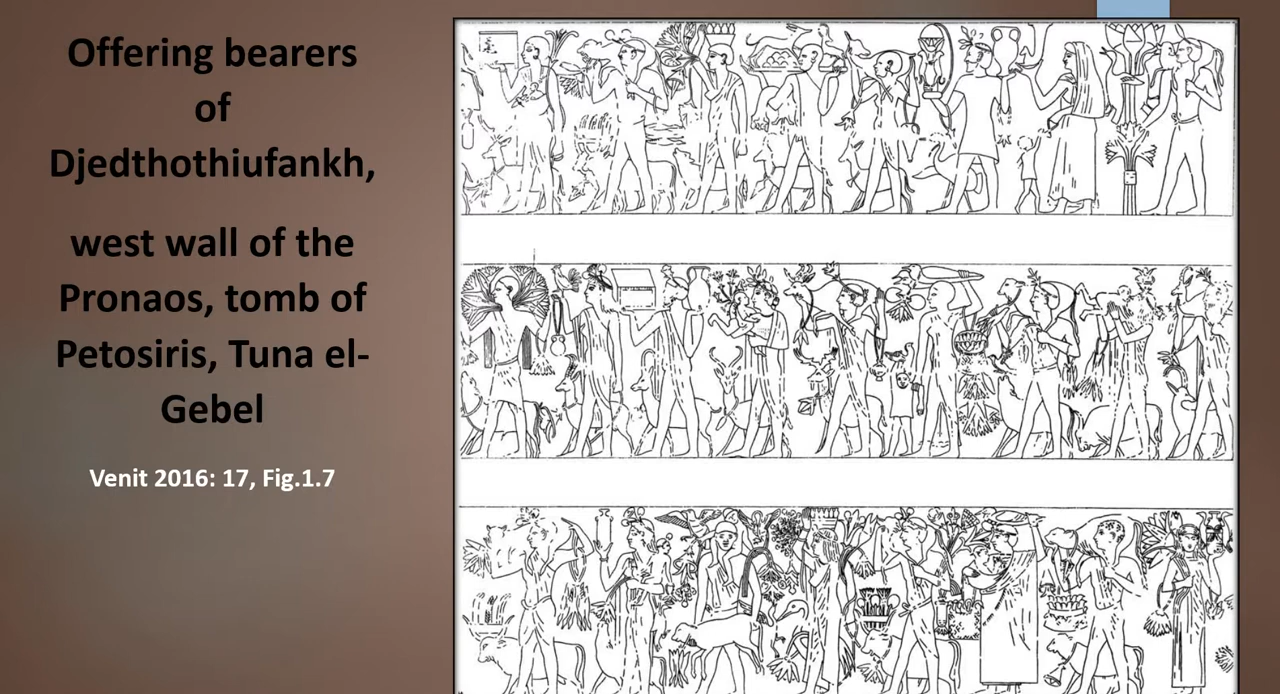 Offering bearers
of
Djedthothiufankh,
west wall of the
Pronaos, tomb of
Petosiris, Tuna el-
Gebel
Venit 2016: 17, Fig.1.7